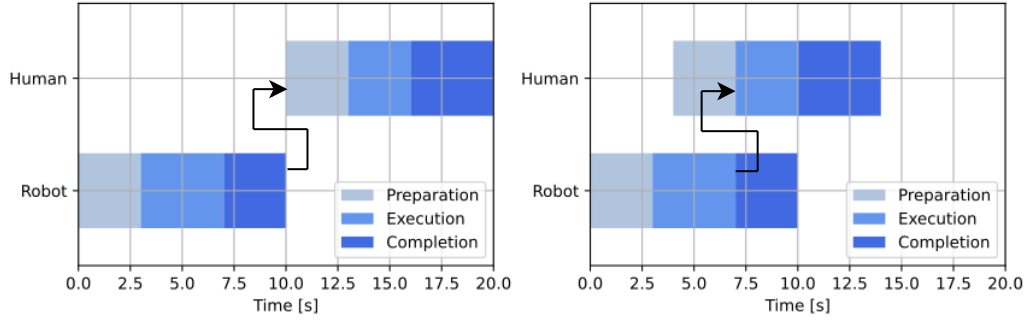 Human
Robot
Preparation
Execution
Completion
0.0 2.5 5.0 7.5 10.0 12.5 15.0 17.5 20.0
Time [s]
Human
Robot
Preparation
Execution
Completion
0.0 2.5 5.0 7.5 10.0 12.5 15.0 17.5 20.0
Time [s]